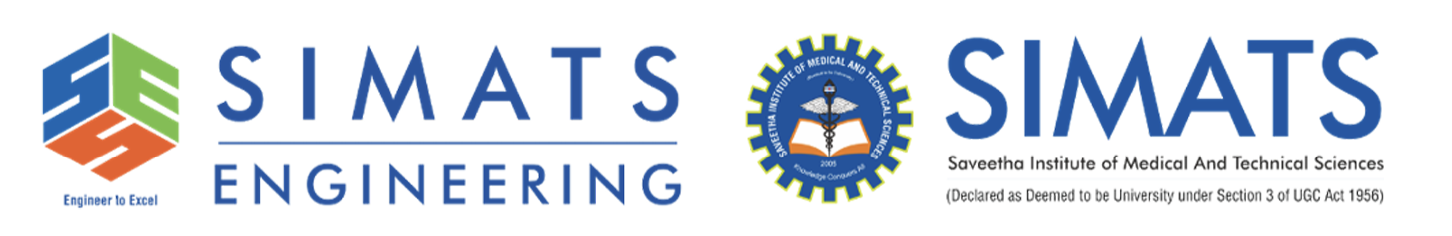 SE
Engineer to Excel
SIMATS
ENGINEERING
SAVEETHA INSTITUTE OF MEDICAL AND TECHNICAL SCIENCES
2005
Knowledge Conquers All
SIMATS
Saveetha Institute of Medical And Technical Sciences
(Declared as Deemed to be University under Section 3 of UGC Act 1956)